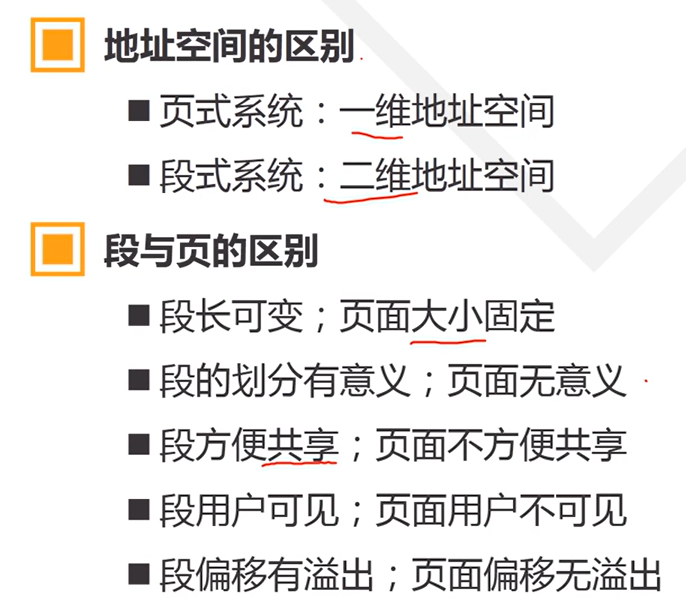 地址空间的区别
页式系统：一维地址空间
段式系统：二维地址空间
段与页的区别
段长可变；页面大小固定
段的划分有意义；页面无意义
段方便共享；页面不方便共享
段用户可见；页面用户不可见
段偏移有溢出；页面偏移无溢出